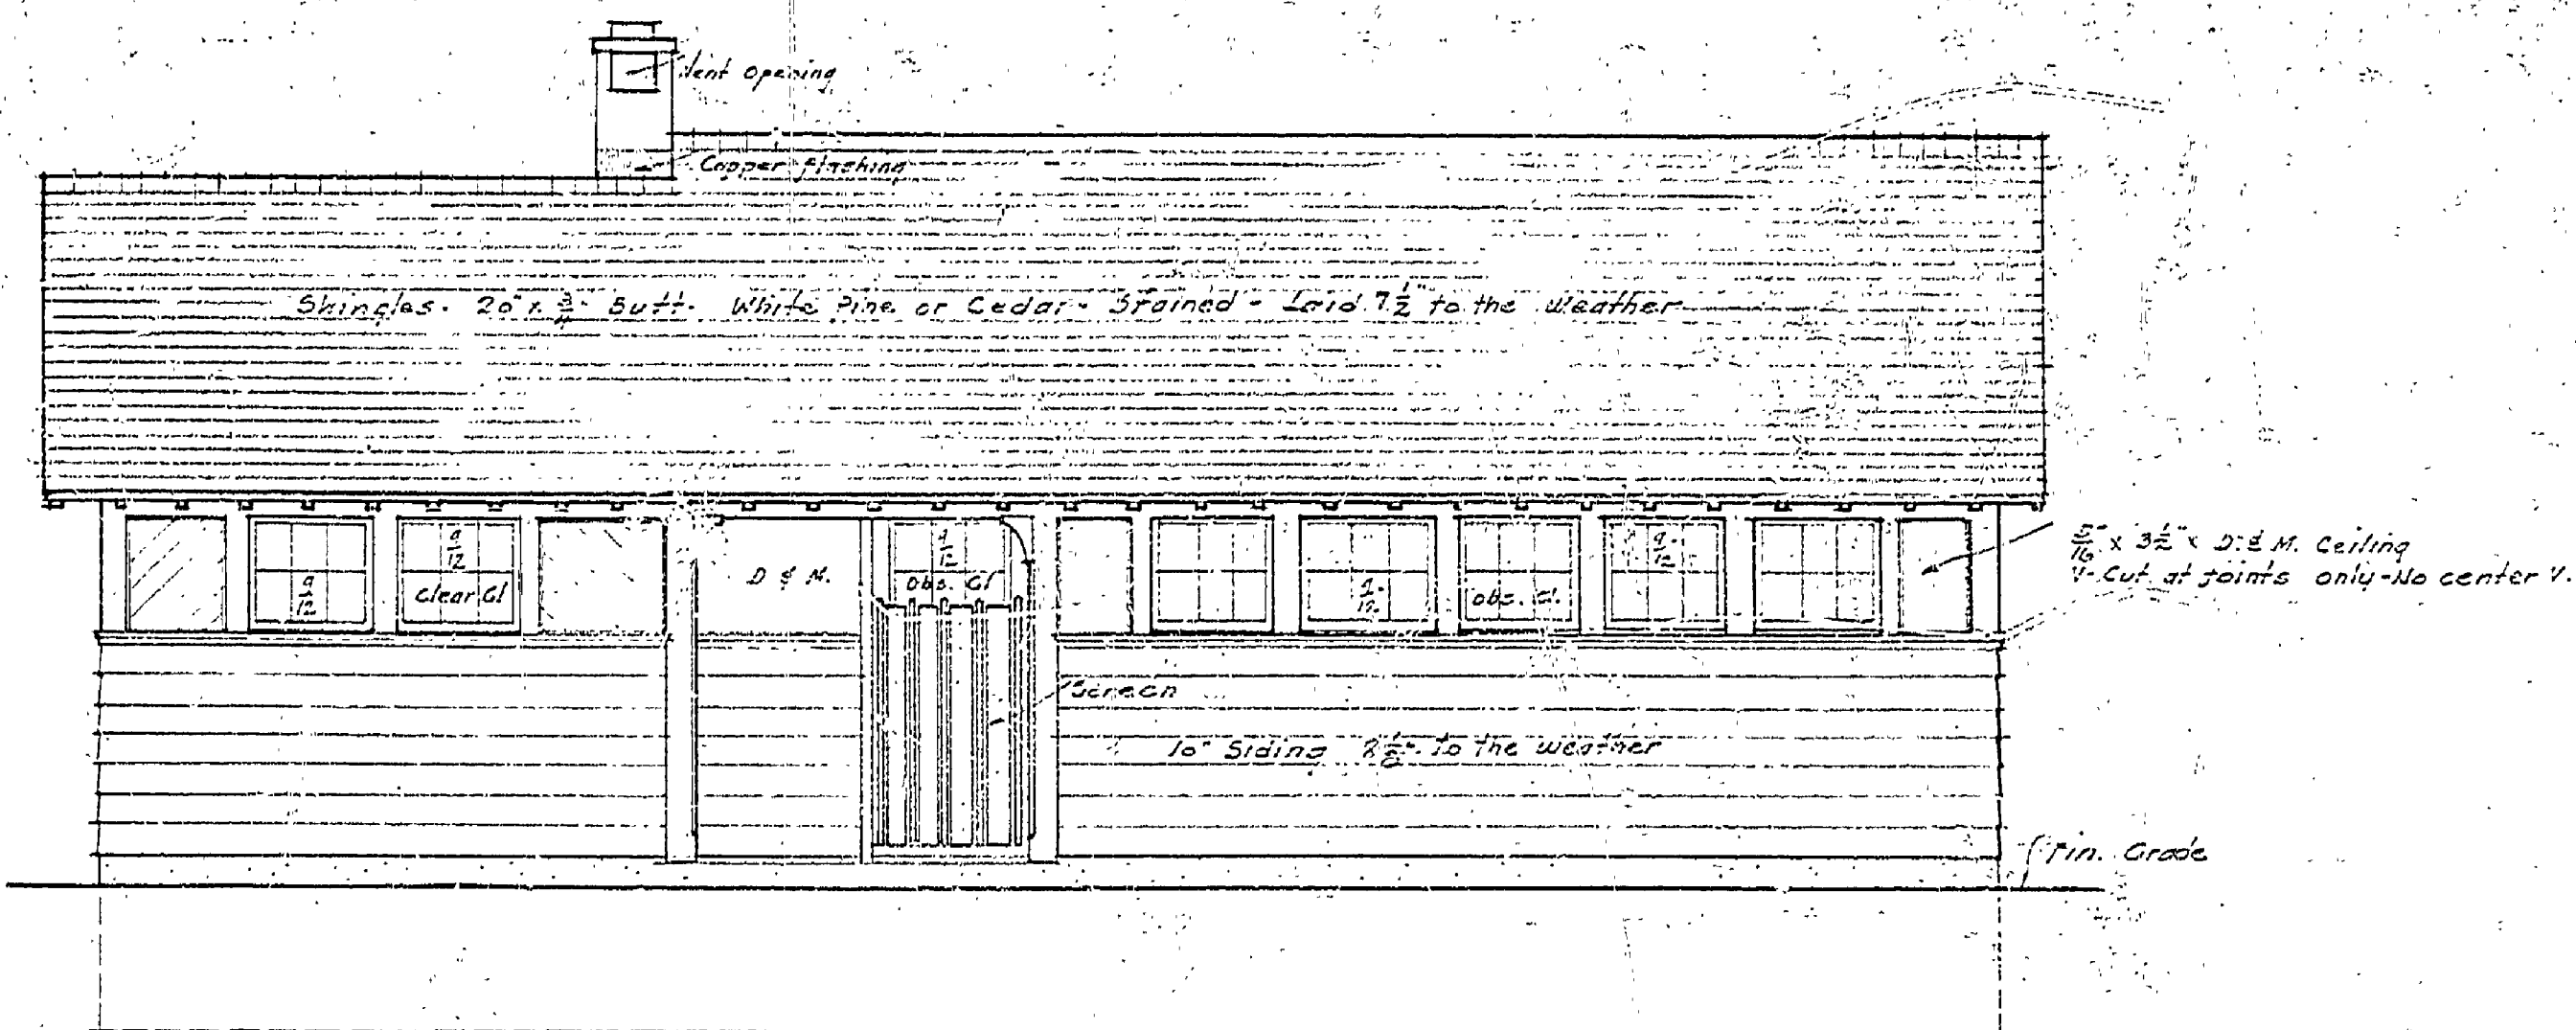 Vent Opening
Copper Flashing
Shingles - 20" x 3/4" Butt - White Pine or Cedar - Stained - Laid 7 1/2" to the Weather
9/12
9/12
Clear Gl
D & M.
9/12
Obs. Gl
9/12
Obs. Gl.
9/12
5/16" x 3 1/2" x D. & M. Ceiling
V-Cut at joints only - No center V.
Screen
10" Siding 8 1/2" to the weather
Fin. Grade